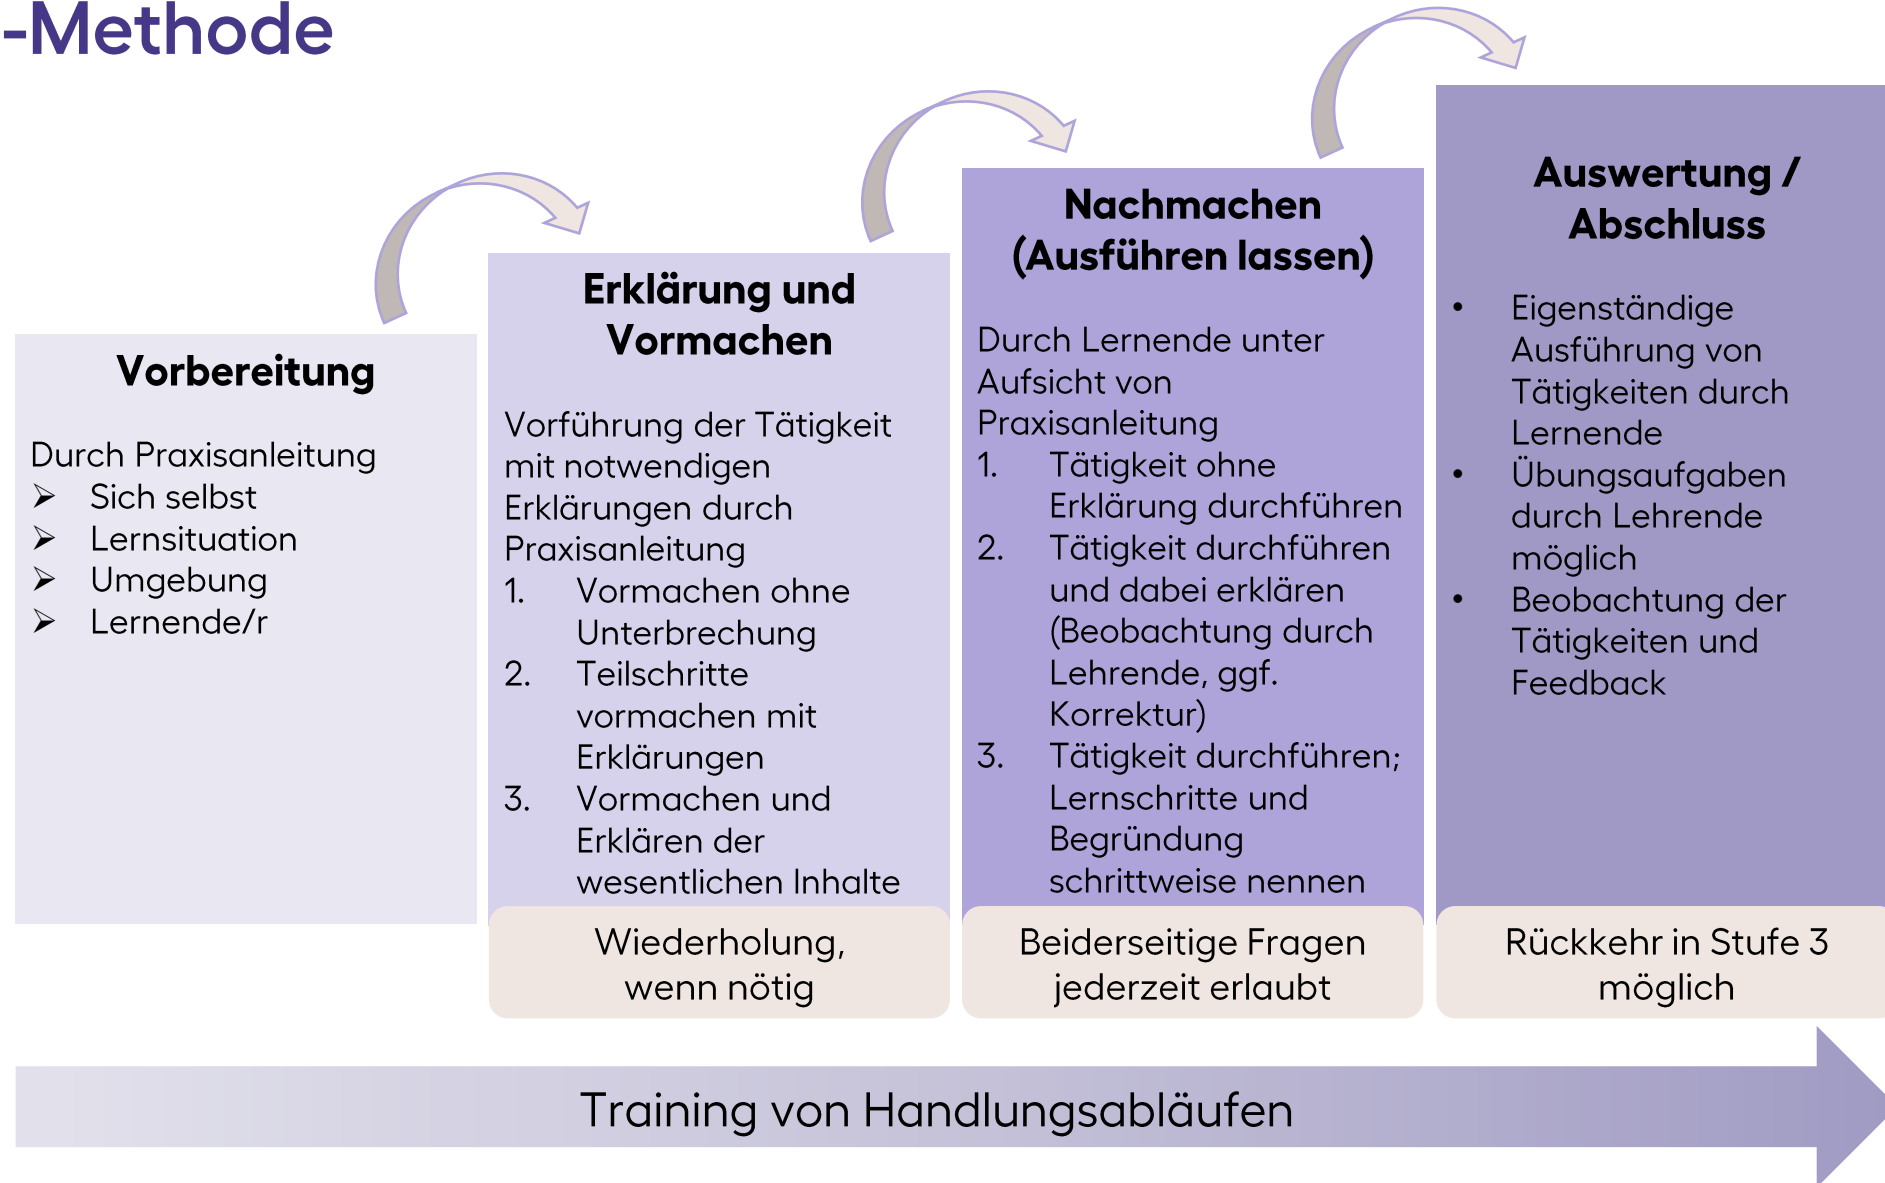 -Methode
Vorbereitung
Durch Praxisanleitung
➢ Sich selbst
➢ Lernsituation
➢ Umgebung
➢ Lernende/r
Erklärung und
Vormachen
Vorführung der Tätigkeit
mit notwendigen
Erklärungen durch
Praxisanleitung
1. Vormachen ohne
Unterbrechung
2. Teilschritte
vormachen mit
Erklärungen
3. Vormachen und
Erklären der
wesentlichen Inhalte
Wiederholung,
wenn nötig
Nachmachen
(Ausführen lassen)
Durch Lernende unter
Aufsicht von
Praxisanleitung
1. Tätigkeit ohne
Erklärung durchführen
2. Tätigkeit durchführen
und dabei erklären
(Beobachtung durch
Lehrende, ggf.
Korrektur)
3. Tätigkeit durchführen;
Lernschritte und
Begründung
schrittweise nennen
Beiderseitige Fragen
jederzeit erlaubt
Auswertung /
Abschluss
• Eigenständige
Ausführung von
Tätigkeiten durch
Lernende
• Übungsaufgaben
durch Lehrende
möglich
• Beobachtung der
Tätigkeiten und
Feedback
Rückkehr in Stufe 3
möglich
Training von Handlungsabläufen